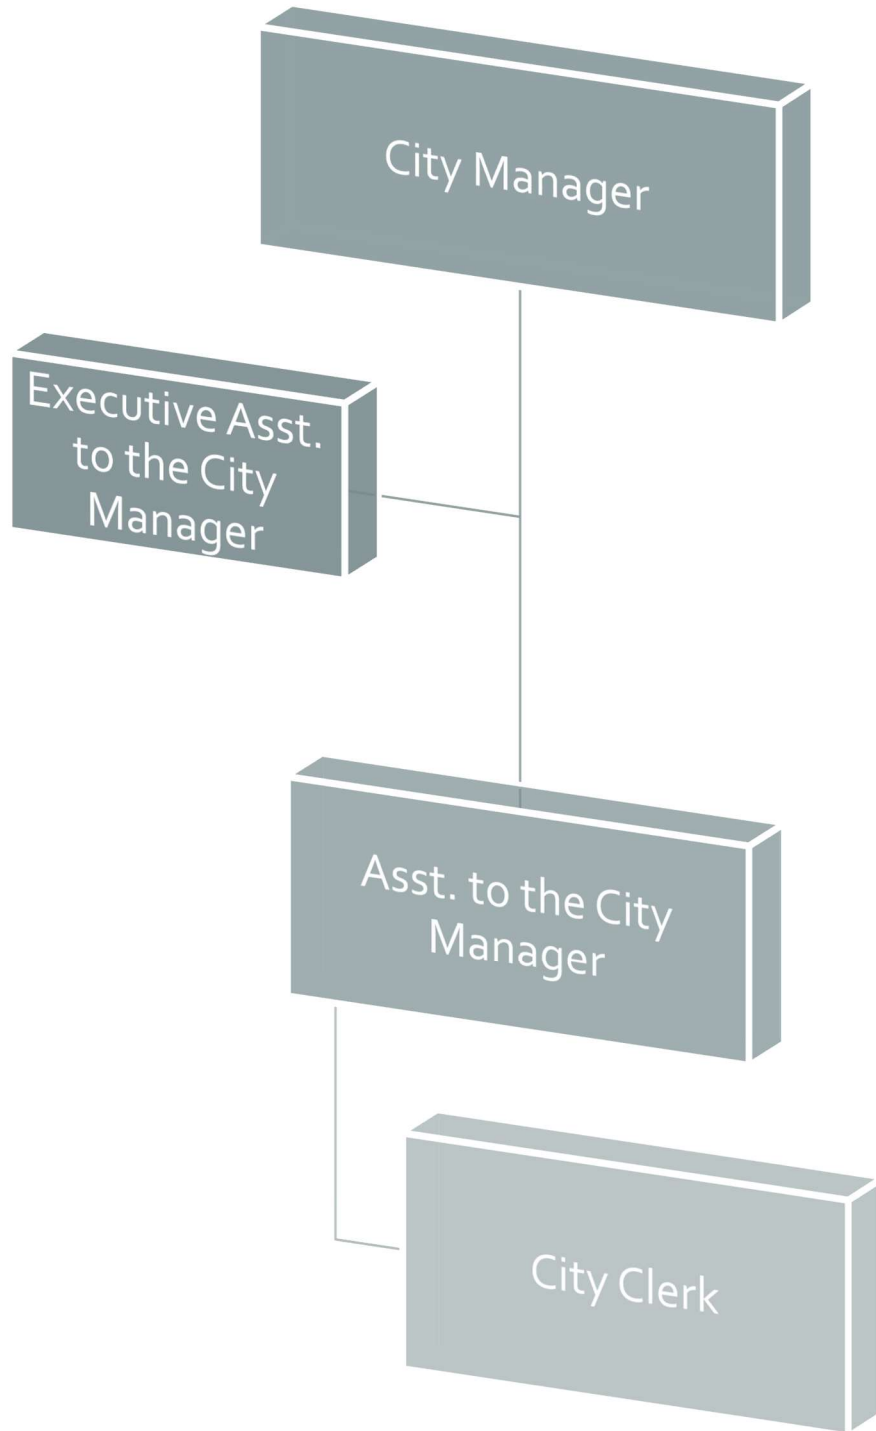 City Manager
Executive Asst.
to the City
Manager
Asst. to the City
Manager
City Clerk